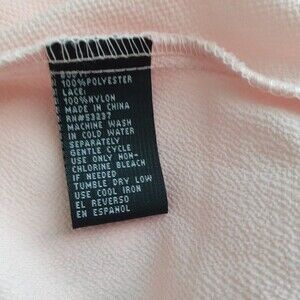 100%POLYESTER
LACE:
100%NYLON
MADE IN CHINA
RN#53237
MACHINE WASH
IN COLD WATER
SEPARATELY
GENTLE CYCLE
USE ONLY NON-
CHLORINE BLEACH
IF NEEDED
TUMBLE DRY LOW
USE COOL IRON
EL REVERSO
EN ESPANOL